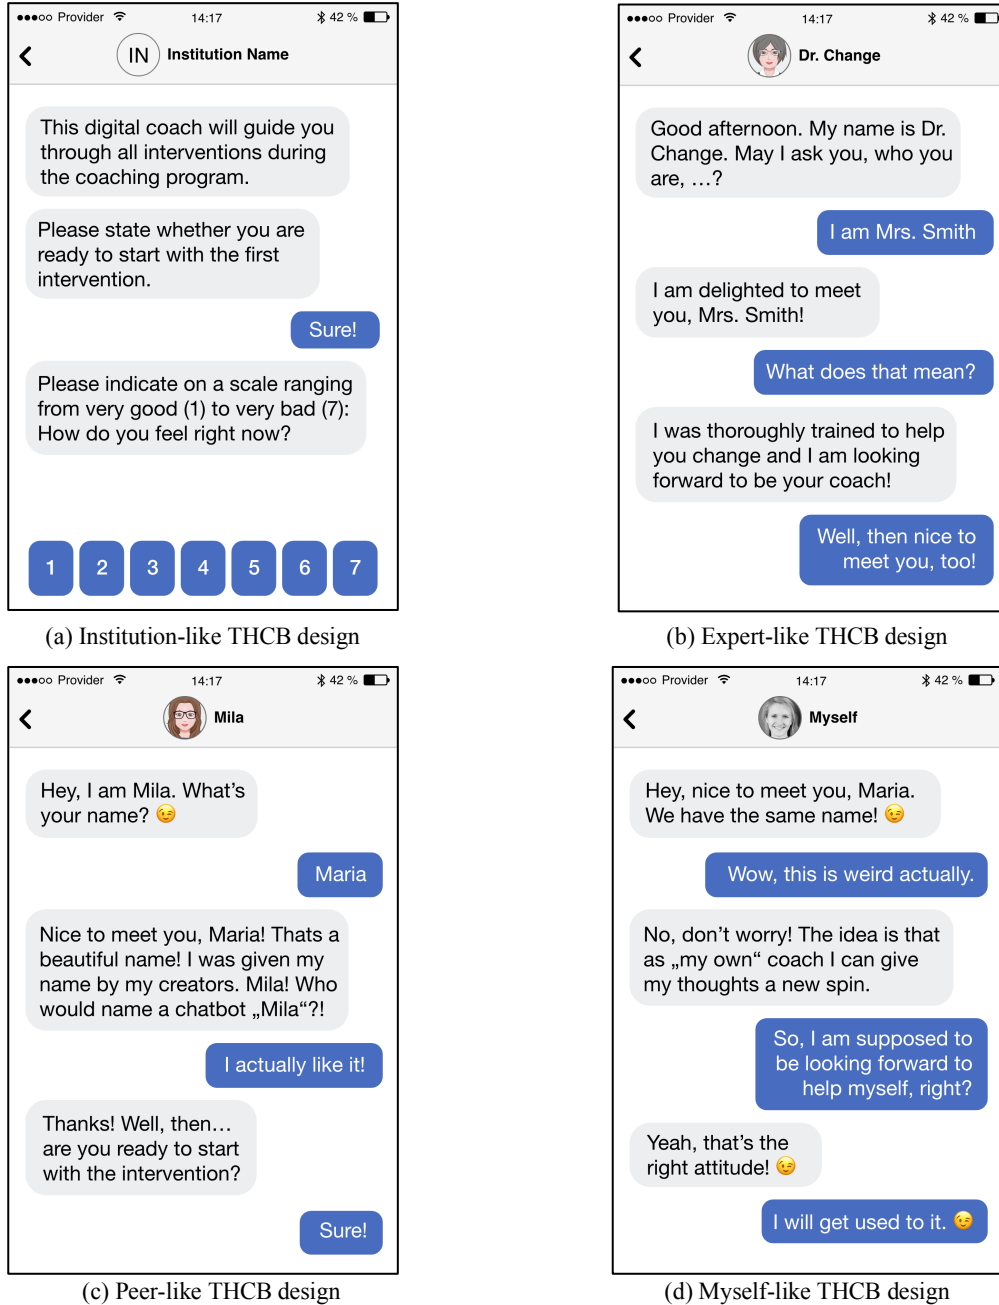 Provider 14:17 42 %
IN Institution Name
This digital coach will guide you
through all interventions during
the coaching program.
Please state whether you are
ready to start with the first
intervention.
Sure!
Please indicate on a scale ranging
from very good (1) to very bad (7):
How do you feel right now?
1 2 3 4 5 6 7
(a) Institution-like THCB design
Provider 14:17 42 %
Dr. Change
Good afternoon. My name is Dr.
Change. May I ask you, who you
are, ...?
I am Mrs. Smith
I am delighted to meet
you, Mrs. Smith!
What does that mean?
I was thoroughly trained to help
you change and I am looking
forward to be your coach!
Well, then nice to
meet you, too!
(b) Expert-like THCB design
Provider 14:17 42 %
Mila
Hey, I am Mila. What's
your name? 😉
Maria
Nice to meet you, Maria! Thats a
beautiful name! I was given my
name by my creators. Mila! Who
would name a chatbot „Mila“?!
I actually like it!
Thanks! Well, then...
are you ready to start
with the intervention?
Sure!
(c) Peer-like THCB design
Provider 14:17 42 %
Myself
Hey, nice to meet you, Maria.
We have the same name! 😉
Wow, this is weird actually.
No, don't worry! The idea is that
as „my own“ coach I can give
my thoughts a new spin.
So, I am supposed to
be looking forward to
help myself, right?
Yeah, that's the
right attitude! 😉
I will get used to it. 😉
(d) Myself-like THCB design